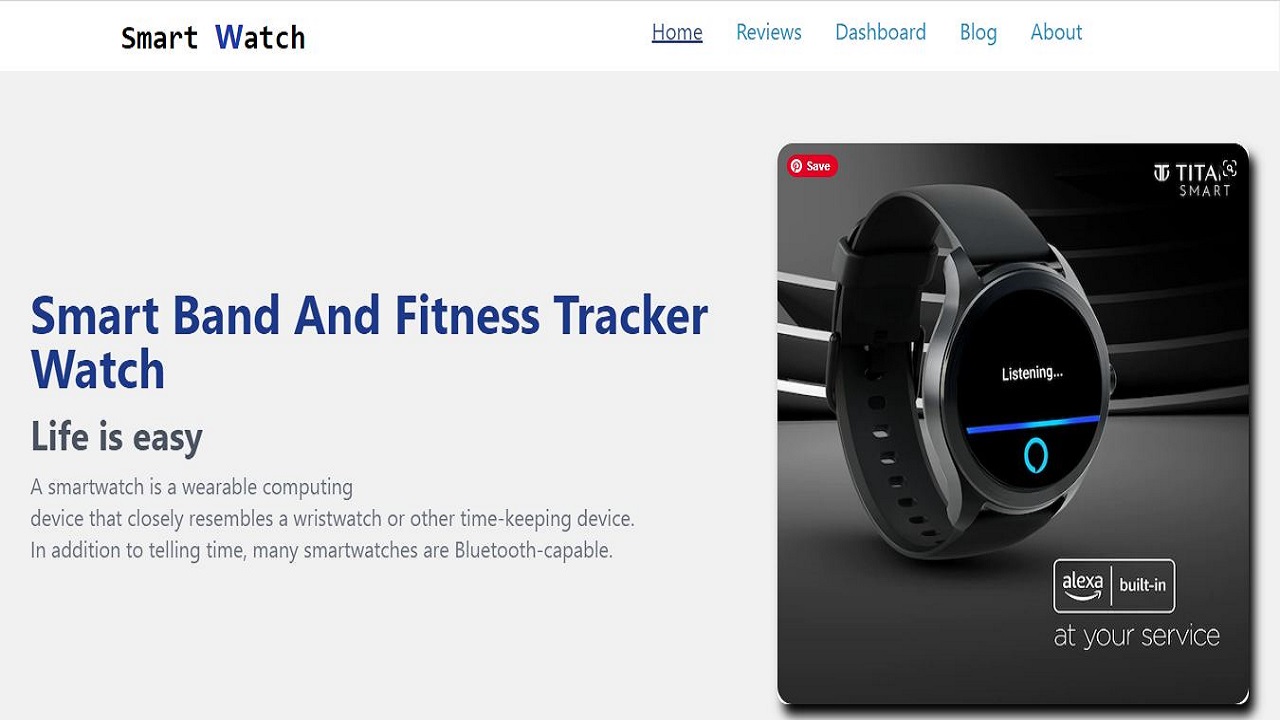 Smart Watch
Home Reviews Dashboard Blog About
Save
TITA
SMART
Smart Band And Fitness Tracker
Watch
Life is easy
A smartwatch is a wearable computing
device that closely resembles a wristwatch or other time-keeping device.
In addition to telling time, many smartwatches are Bluetooth-capable.
Listening...
alexa built-in
at your service